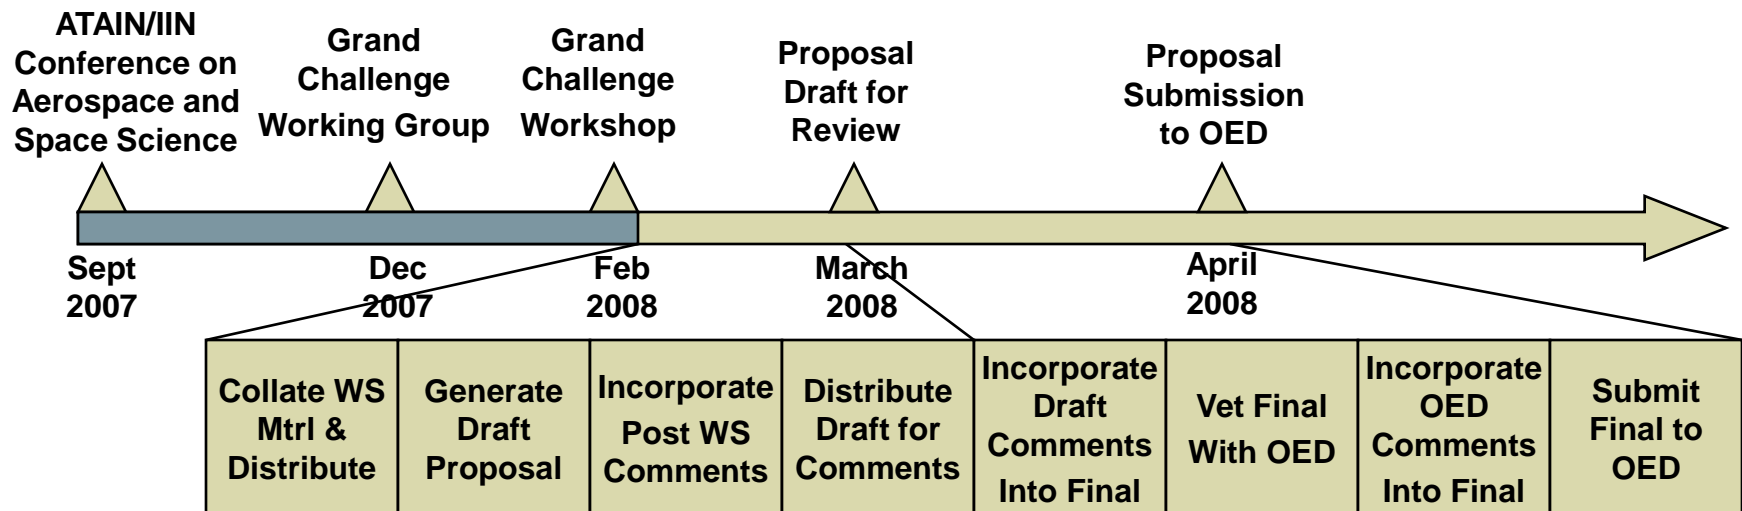 ATAIN/IIN
Conference on
Aerospace and
Space Science
Grand
Challenge
Working Group
Grand
Challenge
Workshop
Proposal
Draft for
Review
Proposal
Submission
to OED
Sept
2007
Dec
2007
Feb
2008
March
2008
April
2008
Collate WS
Mtrl &
Distribute
Generate
Draft
Proposal
Incorporate
Post WS
Comments
Distribute
Draft for
Comments
Incorporate
Draft
Comments
Into Final
Vet Final
With OED
Incorporate
OED
Comments
Into Final
Submit
Final to
OED